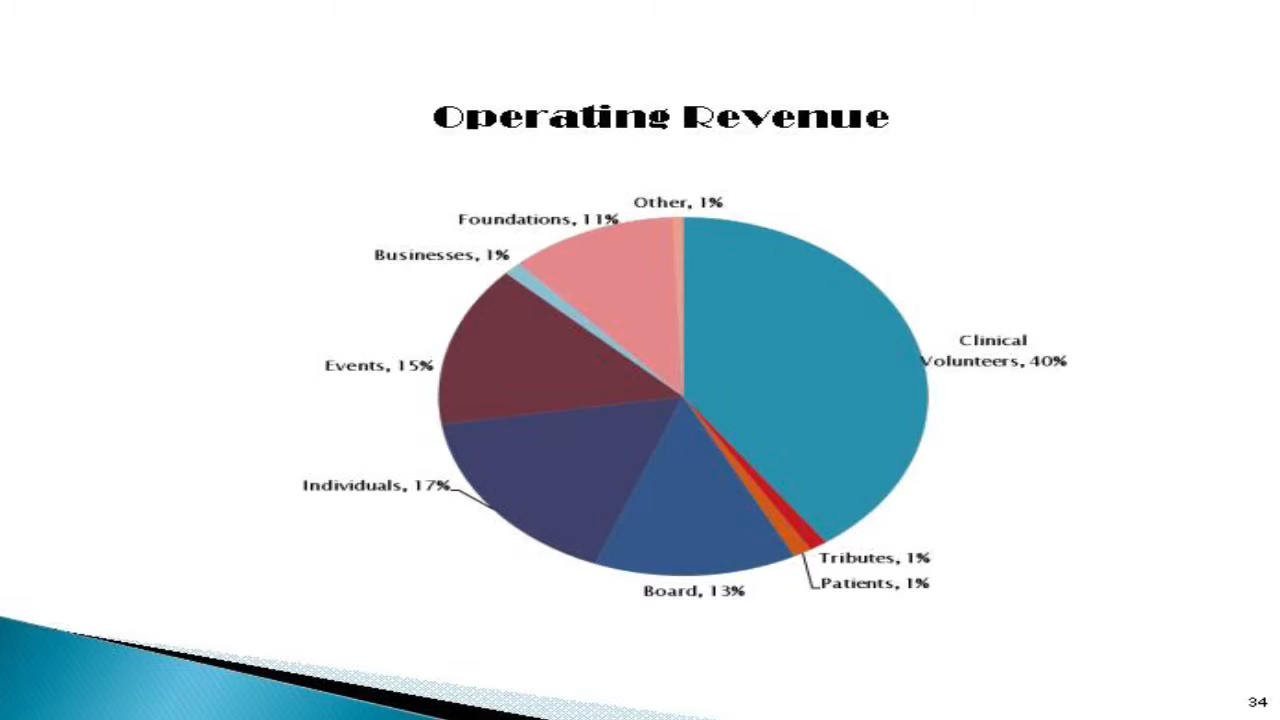 Operating Revenue
Other, 1%
Foundations, 11%
Businesses, 1%
Clinical
Volunteers, 40%
Events, 15%
Individuals, 17%
Tributes, 1%
Patients, 1%
Board, 13%
34